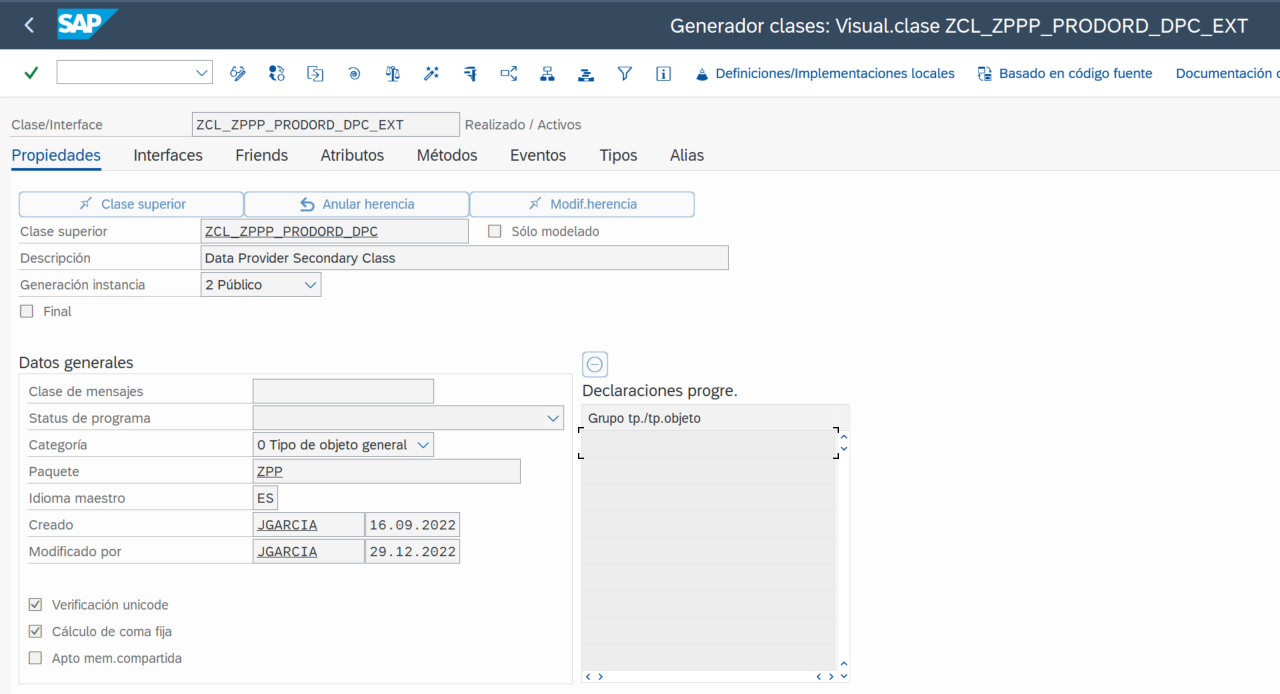 SAP
Generador clases: Visual.clase ZCL_ZPPP_PRODORD_DPC_EXT
Definiciones/Implementaciones locales Basado en código fuente Documentación
Clase/Interface ZCL_ZPPP_PRODORD_DPC_EXT Realizado / Activos
Propiedades Interfaces Friends Atributos Métodos Eventos Tipos Alias
Clase superior Anular herencia Modif.herencia
Clase superior ZCL_ZPPP_PRODORD_DPC Sólo modelado
Descripción Data Provider Secondary Class
Generación instancia 2 Público
Final
Datos generales
Clase de mensajes
Status de programa
Categoría 0 Tipo de objeto general
Paquete ZPP
Idioma maestro ES
Creado JGARCIA 16.09.2022
Modificado por JGARCIA 29.12.2022
Verificación unicode
Cálculo de coma fija
Apto mem.compartida
Declaraciones progre.
Grupo tp./tp.objeto